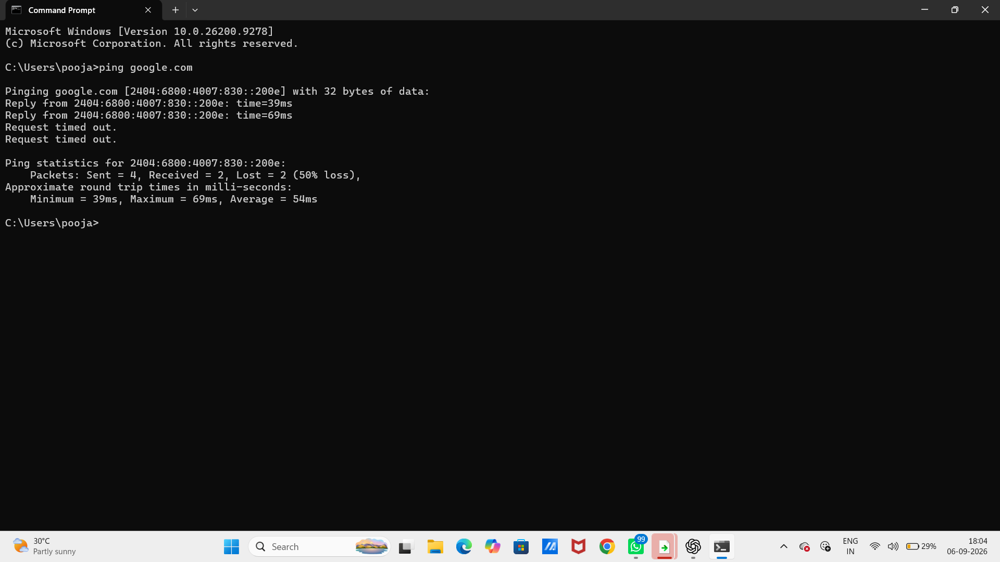 Command Prompt
Microsoft Windows [Version 10.0.26200.9278]
(c) Microsoft Corporation. All rights reserved.
C:\Users\pooja>ping google.com
Pinging google.com [2404:6800:4007:830::200e] with 32 bytes of data:
Reply from 2404:6800:4007:830::200e: time=39ms
Reply from 2404:6800:4007:830::200e: time=69ms
Request timed out.
Request timed out.
Ping statistics for 2404:6800:4007:830::200e:
    Packets: Sent = 4, Received = 2, Lost = 2 (50% loss),
Approximate round trip times in milli-seconds:
    Minimum = 39ms, Maximum = 69ms, Average = 54ms
C:\Users\pooja>
30°C
Partly sunny
Search
99
ENG
IN
29%
18:04
06-09-2026